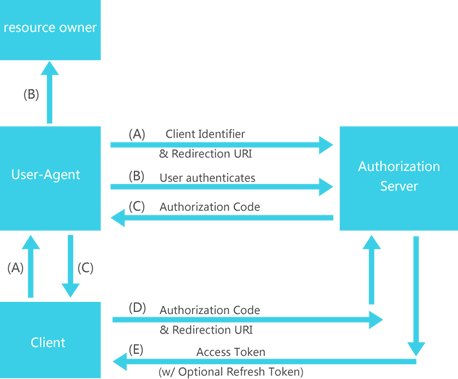 resource owner
(B)
(A) Client Identifier
& Redirection URI
User-Agent
(B) User authenticates
Authorization
Server
(C) Authorization Code
(A)
(C)
(D) Authorization Code
& Redirection URI
Client
(E) Access Token
(w/ Optional Refresh Token)